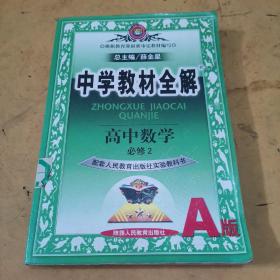 总主编/薛金星
中学教材全解
ZHONGXUE JIAOCAI
QUANJIE
高中数学
必修2
配套人民教育出版社实验教科书
A版
陕西人民教育出版社